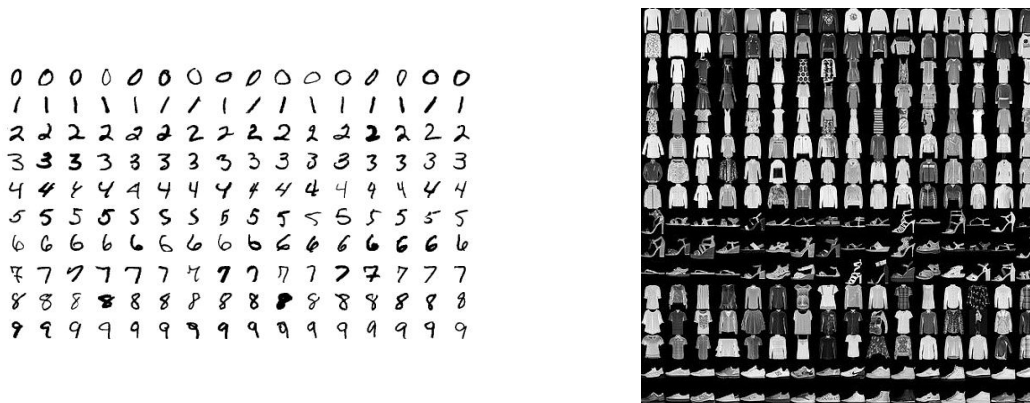 0 0 0 0 0 0 0 0 0 0 0 0 0 0 0 0
1 1 1 1 1 1 1 1 1 1 1 1 1 1 1 1
2 2 2 2 2 2 2 2 2 2 2 2 2 2 2 2
3 3 3 3 3 3 3 3 3 3 3 3 3 3 3 3
4 4 4 4 4 4 4 4 4 4 4 4 4 4 4 4
5 5 5 5 5 5 5 5 5 5 5 5 5 5 5 5
6 6 6 6 6 6 6 6 6 6 6 6 6 6 6 6
7 7 7 7 7 7 7 7 7 7 7 7 7 7 7 7
8 8 8 8 8 8 8 8 8 8 8 8 8 8 8 8
9 9 9 9 9 9 9 9 9 9 9 9 9 9 9 9